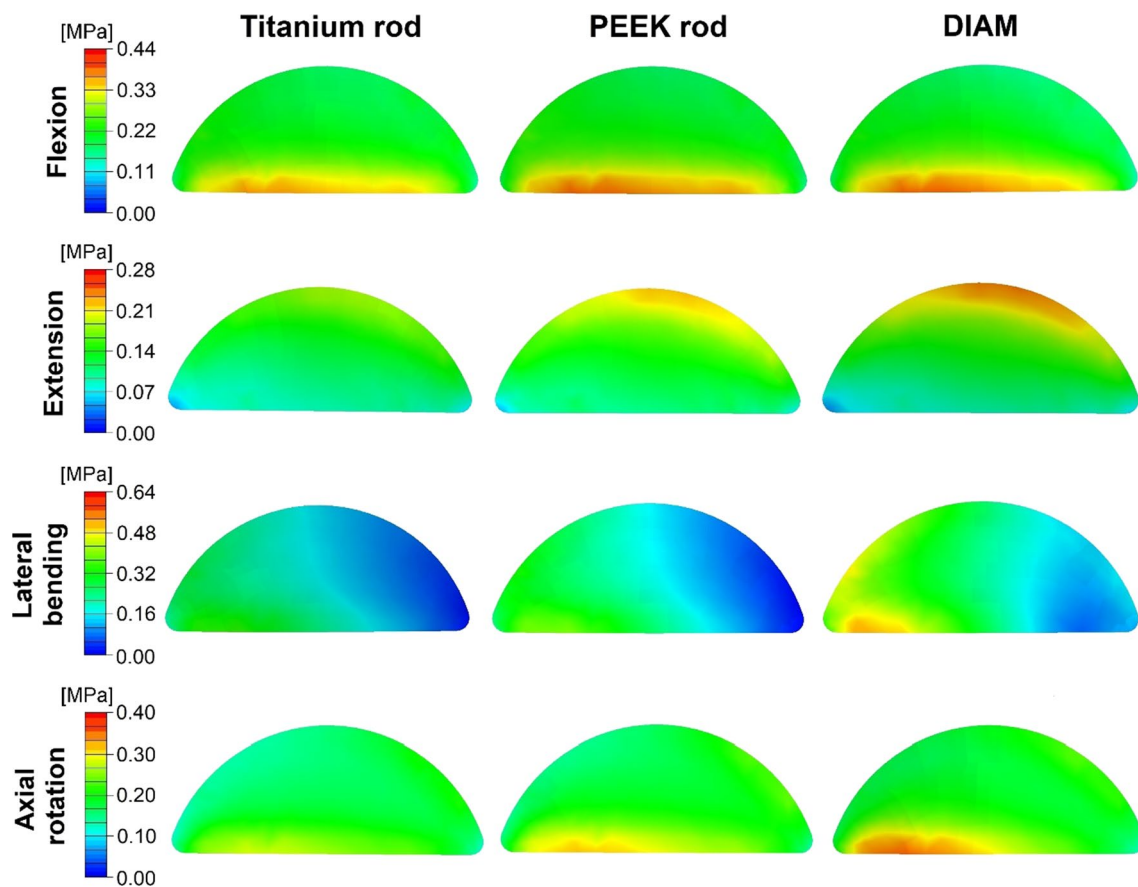 Titanium rod PEEK rod DIAM
Flexion
[MPa]
0.44
0.33
0.22
0.11
0.00
Extension
[MPa]
0.28
0.21
0.14
0.07
0.00
Lateral
bending
[MPa]
0.64
0.48
0.32
0.16
0.00
Axial
rotation
[MPa]
0.40
0.30
0.20
0.10
0.00